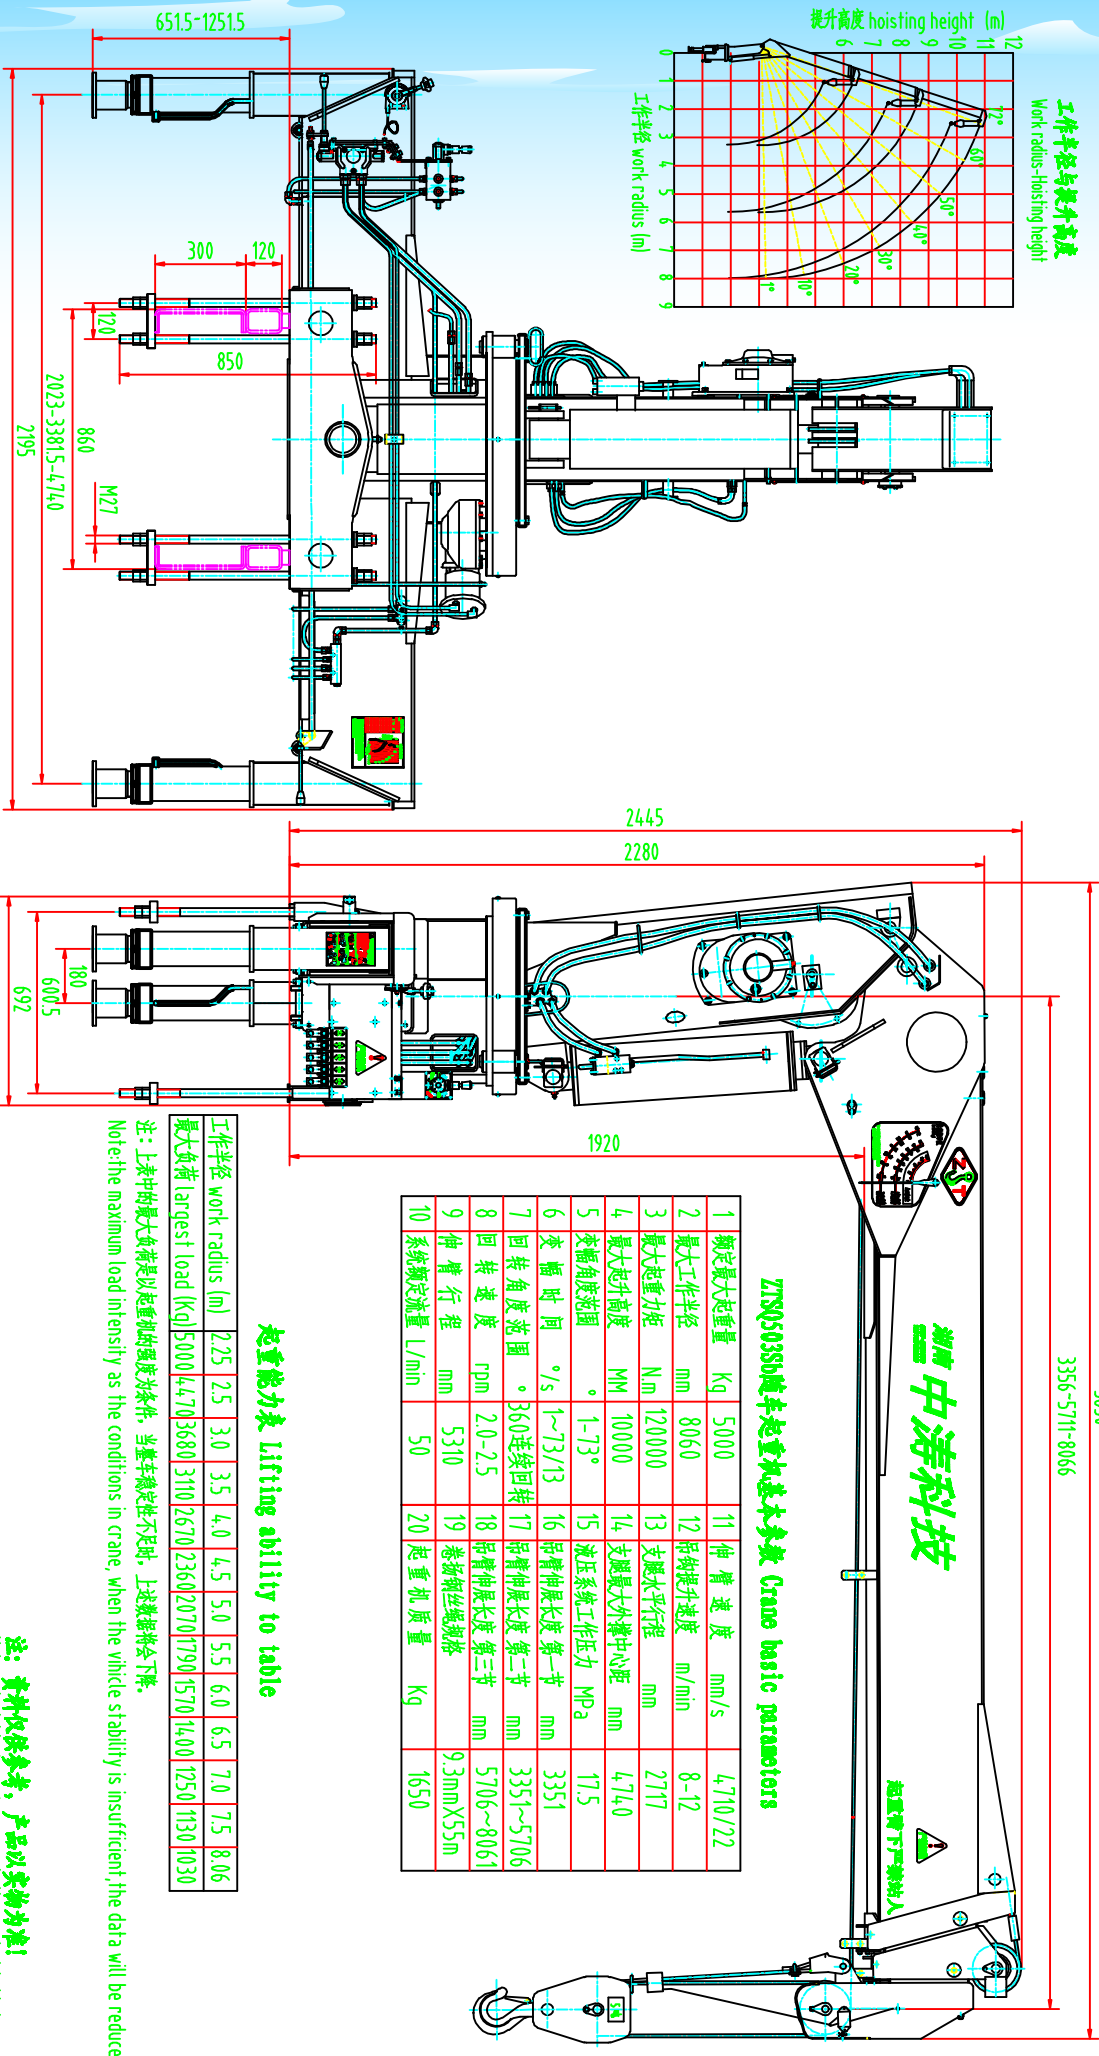 工作半径与提升高度
Work radius-Hoisting height
提升高度 hoisting height (m)
6 7 8 9 10 11 12
0 1 2 3 4 5 6 7 8 9
工作半径 work radius (m)
72° 60° 50° 40° 30° 20° 10° 1°
651.5-1251.5
300
120
120
850
860
2023-3381.5-4740
2195
M27
2445
2280
180
600.5
692
1920
3356-5711-8066
ZST
湖南 中涛科技
起重臂下严禁站人
ZTSQ503Sb随车起重机基本参数 Crane basic parameters
1 额定最大起重量 Kg 5000 11 伸臂速度 mm/s 4710/22
2 最大工作半径 mm 8060 12 吊钩提升速度 m/min 8-12
3 最大起重力矩 N.m 120000 13 支腿水平行程 mm 2717
4 最大起升高度 MM 10000 14 支腿最大外撑中心距 mm 4740
5 变幅角度范围 ° 1-73° 15 液压系统工作压力 MPa 17.5
6 变幅时间 °/s 1~73/13 16 吊臂伸展长度 第一节 mm 3351
7 回转角度范围 ° 360连续回转 17 吊臂伸展长度 第二节 mm 3351~5706
8 回转速度 rpm 2.0-2.5 18 吊臂伸展长度 第三节 mm 5706~8061
9 伸臂行程 mm 5310 19 卷扬钢丝绳规格 9.3mmX55m
10 系统额定流量 L/min 50 20 起重机质量 Kg 1650
起重能力表 Lifting ability to table
工作半径 work radius (m) 2.25 2.5 3.0 3.5 4.0 4.5 5.0 5.5 6.0 6.5 7.0 7.5 8.06
最大负荷 largest load (Kg) 5000 4470 3680 3110 2670 2360 2070 1790 1570 1400 1250 1130 1030
注：上表中的最大负荷是以起重机的强度为条件，当整车稳定性不足时，上述数据将会下降。
Note:the maximum load intensity as the conditions in crane, when the vihicle stability is insufficient,the data will be reduce
注：资料仅供参考，产品以实物为准！